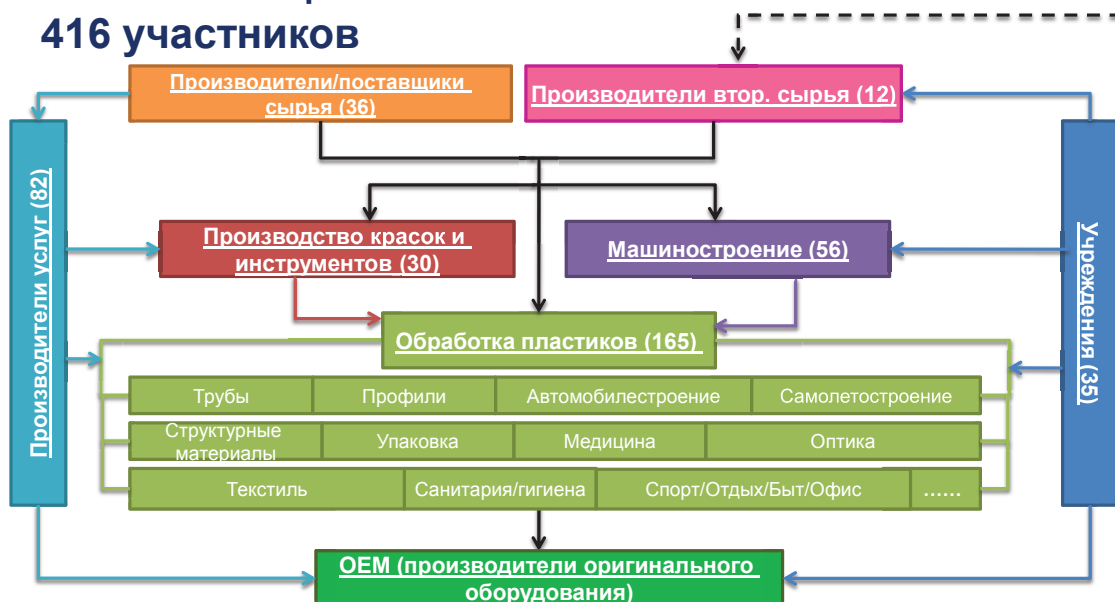 416 участников
Производители/поставщики
сырья (36)
Производители втор. сырья (12)
Производители услуг (82)
Учреждения (35)
Производство красок и
инструментов (30)
Машиностроение (56)
Обработка пластиков (165)
Трубы
Профили
Автомобилестроение
Самолетостроение
Структурные
материалы
Упаковка
Медицина
Оптика
Текстиль
Санитария/гигиена
Спорт/Отдых/Быт/Офис
......
OEM (производители оригинального
оборудования)